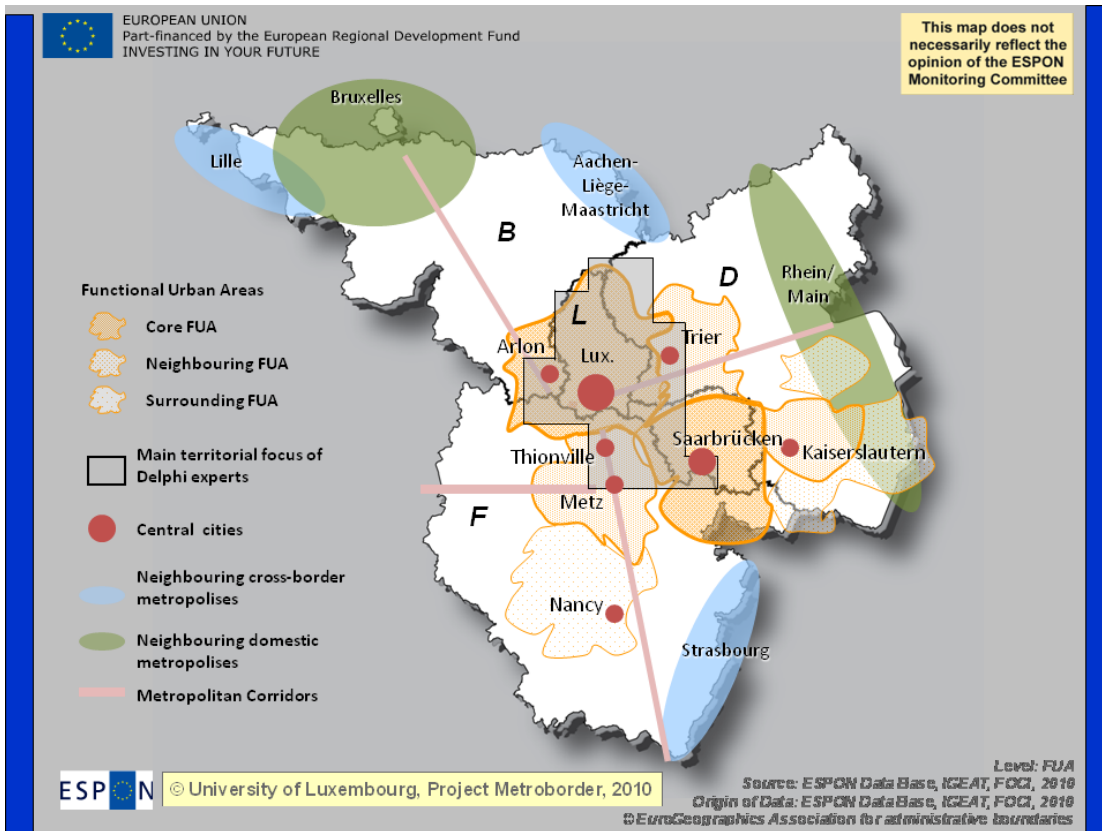 EUROPEAN UNION
Part-financed by the European Regional Development Fund
INVESTING IN YOUR FUTURE
This map does not
necessarily reflect the
opinion of the ESPON
Monitoring Committee
Bruxelles
Lille
Aachen-
Liège-
Maastricht
B
D
Rhein/
Main
L
Arlon
Lux.
Trier
Saarbrücken
Kaiserslautern
Thionville
Metz
F
Nancy
Strasbourg
Functional Urban Areas
Core FUA
Neighbouring FUA
Surrounding FUA
Main territorial focus of
Delphi experts
Central cities
Neighbouring cross-border
metropolises
Neighbouring domestic
metropolises
Metropolitan Corridors
ESPON
© University of Luxembourg, Project Metroborder, 2010
Level: FUA
Source: ESPON Data Base, IGEAT, FOCI, 2010
Origin of Data: ESPON Data Base, IGEAT, FOCI, 2010
© EuroGeographics Association for administrative boundaries